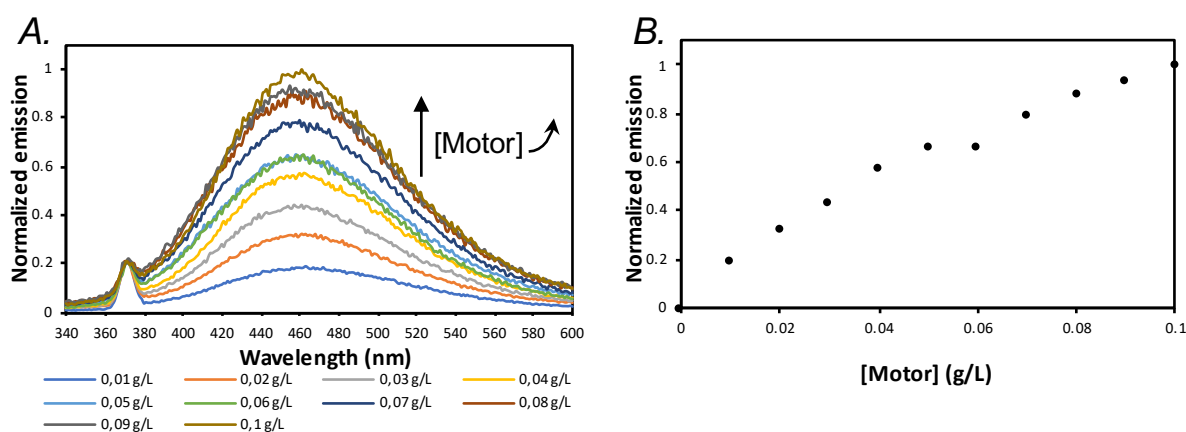 A.
Normalized emission
1
0.8
0.6
0.4
0.2
0
340 360 380 400 420 440 460 480 500 520 540 560 580 600
Wavelength (nm)
[Motor]
0,01 g/L 0,02 g/L 0,03 g/L 0,04 g/L
0,05 g/L 0,06 g/L 0,07 g/L 0,08 g/L
0,09 g/L 0,1 g/L
B.
Normalized emission
1
0.8
0.6
0.4
0.2
0
0 0.02 0.04 0.06 0.08 0.1
[Motor] (g/L)